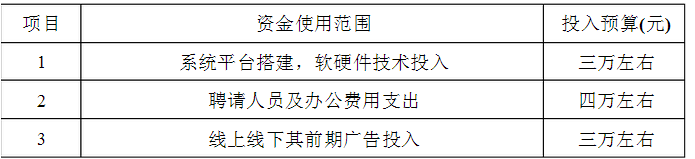 项目 资金使用范围 投入预算(元)
1 系统平台搭建，软硬件技术投入 三万左右
2 聘请人员及办公费用支出 四万左右
3 线上线下其前期广告投入 三万左右